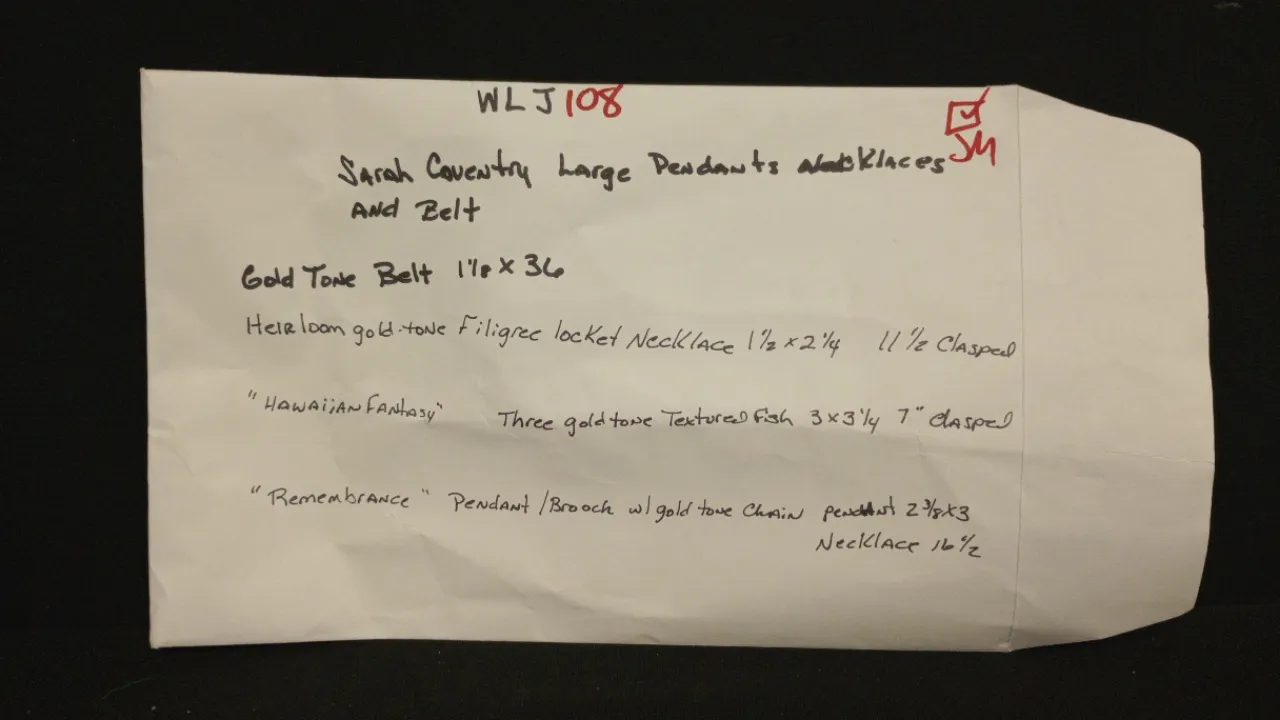 WLJ108
JM
Sarah Coventry Large Pendants Necklaces
And Belt
Gold Tone Belt 1 1/8 x 36
Heirloom gold-tone Filigree locket Necklace 1 1/2 x 2 1/4 11 1/2 Clasped
"Hawaiian Fantasy" Three gold tone Textured Fish 3 x 3 1/4 7" Clasped
"Remembrance" Pendant/Brooch w/ gold tone Chain pendant 2 3/8 x 3
Necklace 16 1/2